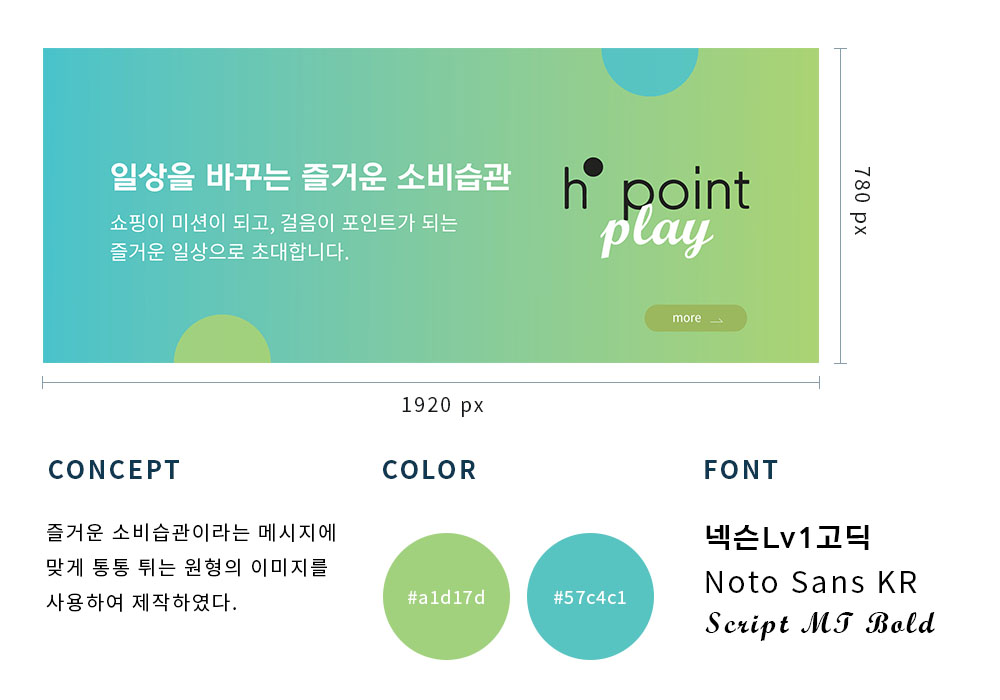 일상을 바꾸는 즐거운 소비습관
쇼핑이 미션이 되고, 걸음이 포인트가 되는
즐거운 일상으로 초대합니다.
h point
play
more
780 px
1920 px
CONCEPT
즐거운 소비습관이라는 메시지에
맞게 통통 튀는 원형의 이미지를
사용하여 제작하였다.
COLOR
#a1d17d
#57c4c1
FONT
넥슨Lv1고딕
Noto Sans KR
Script MT Bold